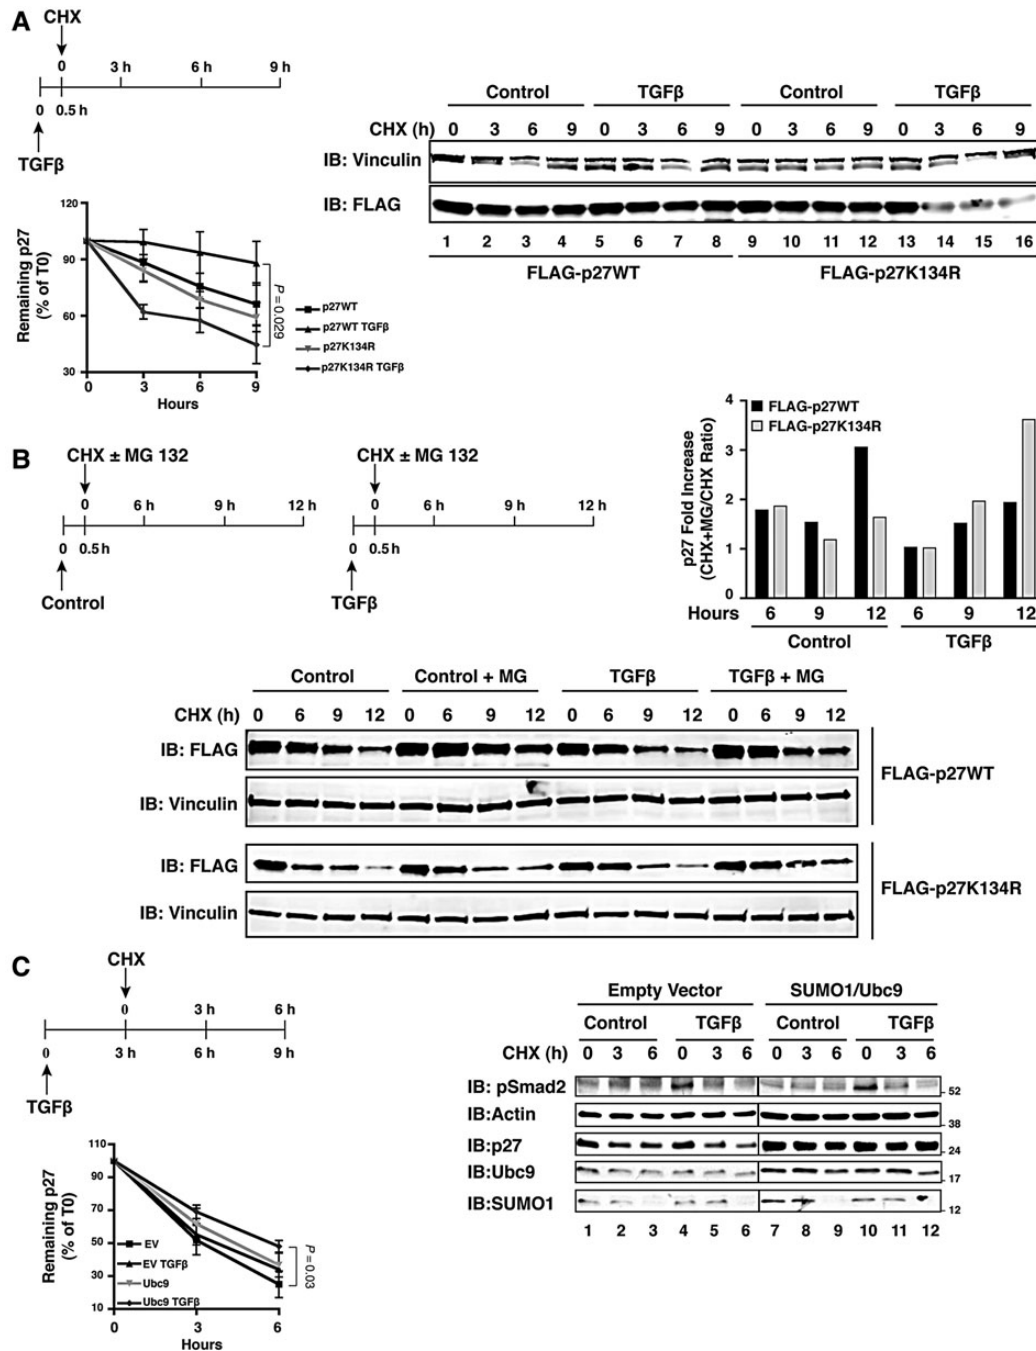 A
CHX
0 3 h 6 h 9 h
0 0.5 h
TGFβ
Control TGFβ Control TGFβ
CHX (h) 0 3 6 9 0 3 6 9 0 3 6 9 0 3 6 9
IB: Vinculin
IB: FLAG
1 2 3 4 5 6 7 8 9 10 11 12 13 14 15 16
FLAG-p27WT FLAG-p27K134R
Remaining p27
(% of T0)
120
90
60
30
0 3 6 9
Hours
P = 0.029
p27WT
p27WT TGFβ
p27K134R
p27K134R TGFβ
B
CHX ± MG 132 CHX ± MG 132
0 6 h 9 h 12 h 0 6 h 9 h 12 h
0 0.5 h 0 0.5 h
Control TGFβ
p27 Fold Increase
(CHX+MG/CHX Ratio)
4
3
2
1
0
FLAG-p27WT
FLAG-p27K134R
Hours 6 9 12 6 9 12
Control TGFβ
Control Control + MG TGFβ TGFβ + MG
CHX (h) 0 6 9 12 0 6 9 12 0 6 9 12 0 6 9 12
IB: FLAG
IB: Vinculin
FLAG-p27WT
IB: FLAG
IB: Vinculin
FLAG-p27K134R
C
CHX
0 3 h 6 h
0 3 h 6 h 9 h
TGFβ
Empty Vector SUMO1/Ubc9
Control TGFβ Control TGFβ
CHX (h) 0 3 6 0 3 6 0 3 6 0 3 6
IB: pSmad2 52
IB:Actin 38
IB:p27 24
IB:Ubc9 17
IB:SUMO1 12
1 2 3 4 5 6 7 8 9 10 11 12
Remaining p27
(% of T0)
110
90
70
50
30
10
0 3 6
Hours
EV
EV TGFβ
Ubc9
Ubc9 TGFβ
P = 0.03